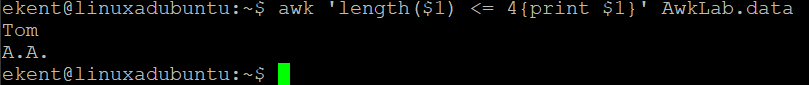 ekent@linuxadubuntu:~$ awk 'length($1) <= 4{print $1}' AwkLab.data
Tom
A.A.
ekent@linuxadubuntu:~$